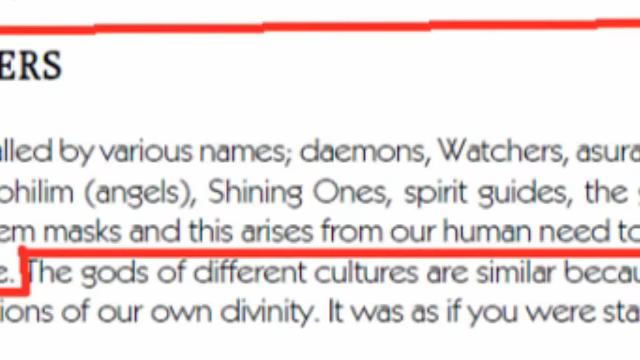 ERS
alled by various names; daemons, Watchers, asura
ohilim (angels), Shining Ones, spirit guides, the
em masks and this arises from our human need to
e. The gods of different cultures are similar becau
ions of our own divinity. It was as if you were sta